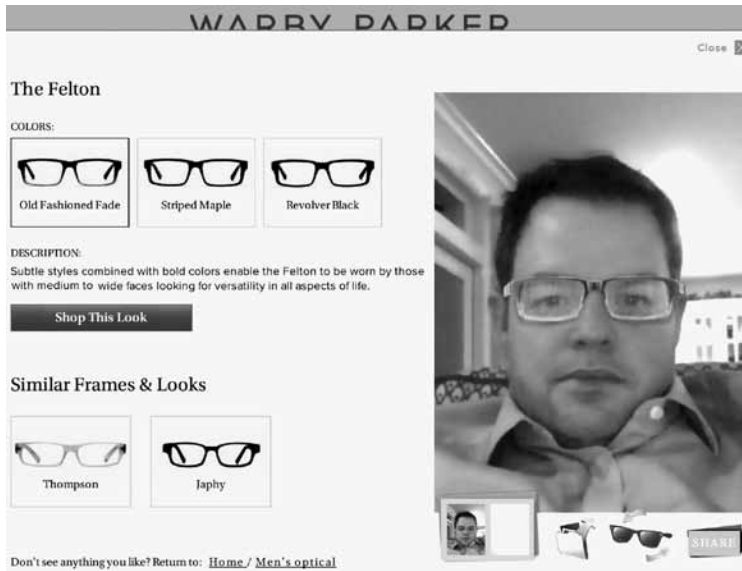 WARBY PARKER
Close
The Felton
COLORS:
Old Fashioned Fade
Striped Maple
Revolver Black
DESCRIPTION:
Subtle styles combined with bold colors enable the Felton to be worn by those
with medium to wide faces looking for versatility in all aspects of life.
Shop This Look
Similar Frames & Looks
Thompson
Japhy
SHARE
Don't see anything you like? Return to: Home / Men's optical